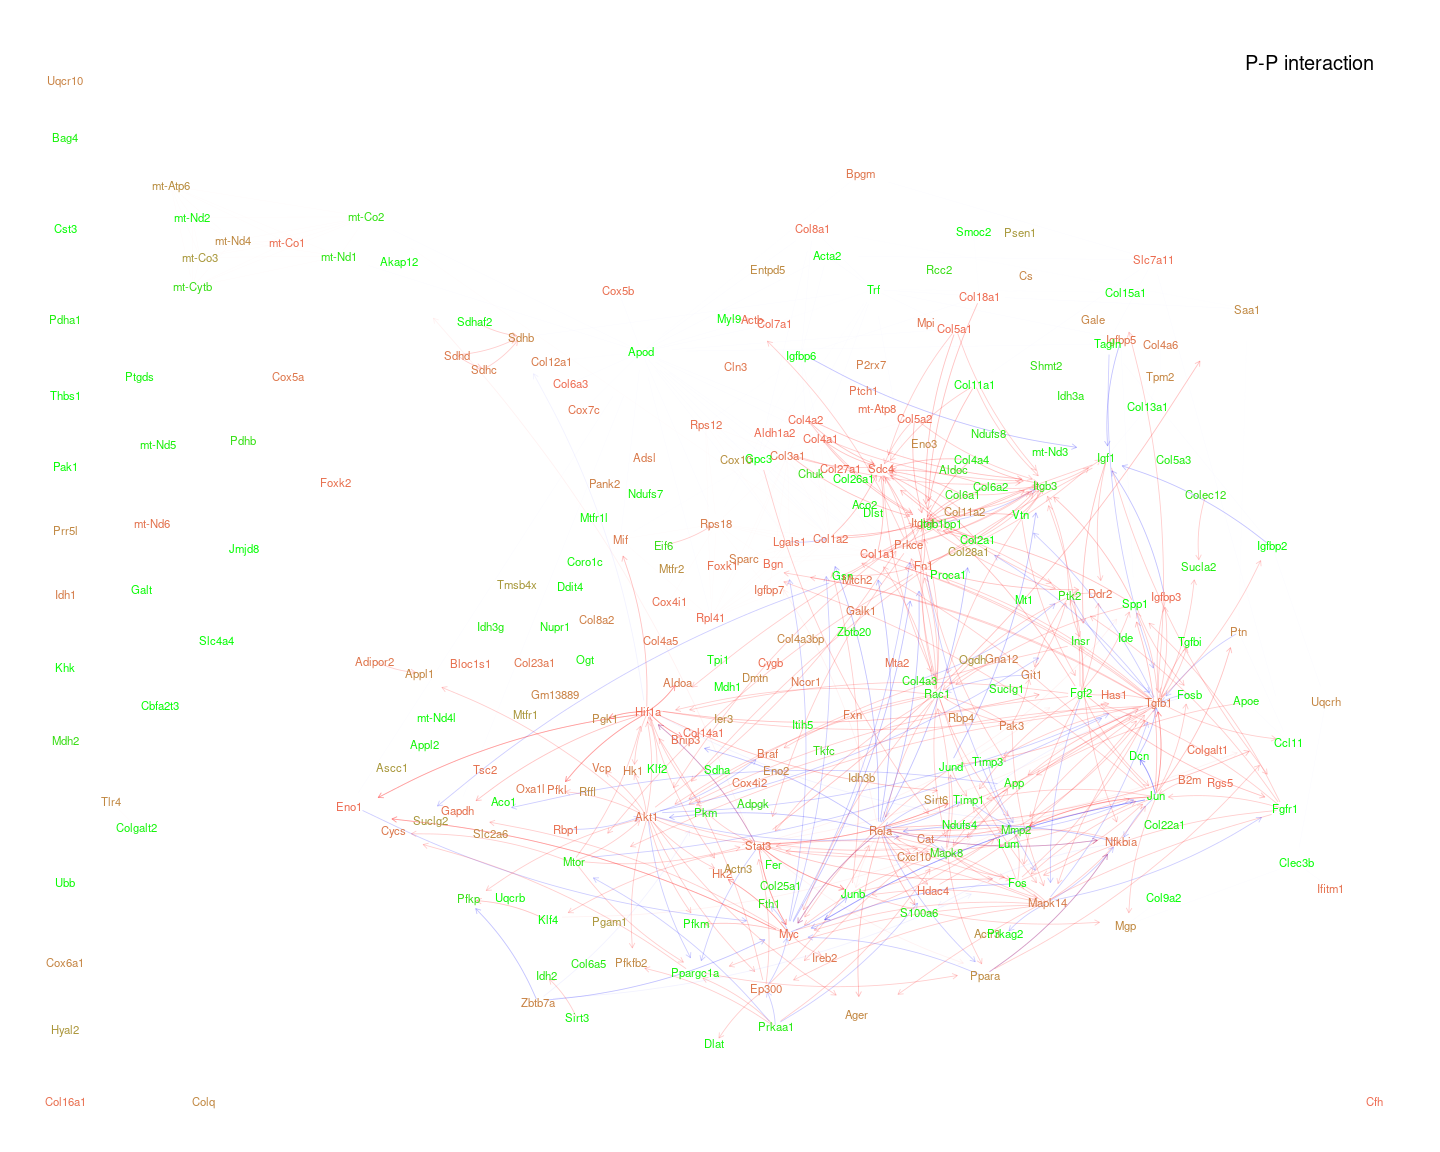 P-P interaction
Uqcr10
Bag4
Bpgm
mt-Atp6
mt-Nd2
mt-Co2
Cst3
Col8a1
Smoc2
Psen1
mt-Nd4
mt-Co1
mt-Co3
mt-Nd1
Akap12
Acta2
Entpd5
Rcc2
Slc7a11
Cs
mt-Cytb
Cox5b
Trf
Col18a1
Col15a1
Saa1
Pdha1
Sdhaf2
Myl9
Actb
Col7a1
Mpi
Col5a1
Gale
Sdhb
Tagln
Igfbp5
Col4a6
Sdhd
Sdhc
Col12a1
Apod
Igfbp6
Cln3
P2rx7
Shmt2
Ptgds
Cox5a
Col6a3
Tpm2
Thbs1
Ptch1
Col11a1
Idh3a
Cox7c
mt-Atp8
Col13a1
Rps12
Col4a2
Col5a2
mt-Nd5
Pdhb
Aldh1a2
Col4a1
Eno3
Ndufs8
mt-Nd3
Adsl
Gpc3
Col3a1
Col4a4
Igf1
Col5a3
Pak1
Foxk2
Pank2
Ndufs7
Chuk
Col27a1
Col26a1
Sdc4
Aldoc
Col6a2
Itgb3
Colec12
Col6a1
Aco2
Dlst
Col11a2
Vtn
Mtfr1l
Rps18
Itgb1bp1
Prr5l
mt-Nd6
Jmjd8
Mif
Eif6
Lgals1
Col1a2
Prkce
Col2a1
Col28a1
Igfbp2
Col1a1
Coro1c
Mtfr2
Sparc
Foxk1
Bgn
Fn1
Sucla2
Proca1
Gsn
Mtch2
Tmsb4x
Ddit4
Igfbp7
Galt
Idh1
Cox4i1
Mt1
Ptk2
Ddr2
Spp1
Igfbp3
Galk1
Rpl41
Col8a2
Idh3g
Nupr1
Zbtb20
Ptn
Slc4a4
Col4a5
Col4a3bp
Insr
Ide
Tgfbi
Khk
Adipor2
Appl1
Bloc1s1
Col23a1
Ogt
Tpi1
Cygb
Mta2
Ogdh
Gna12
Git1
Dmtn
Aldoa
Mdh1
Ncor1
Col4a3
Rac1
Suclg1
Fgf2
Has1
Fosb
Tgfb1
Apoe
Uqcrh
Gm13889
Cbfa2t3
mt-Nd4l
Mtfr1
Pgk1
Hif1a
Ier3
Itih5
Fxn
Rbp4
Pak3
Mdh2
Appl2
Col14a1
Bnip3
Braf
Tkfc
Colgalt1
Ccl11
Dcn
Ascc1
Tsc2
Vcp
Hk1
Klf2
Sdha
Eno2
Idh3b
Jund
Timp3
App
B2m
Rgs5
Cox4i2
Oxa1l
Pfkl
Rffl
Tlr4
Eno1
Gapdh
Aco1
Adpgk
Sirt6
Timp1
Jun
Fgfr1
Pkm
Akt1
Suclg2
Colgalt2
Cycs
Slc2a6
Rbp1
Rela
Ndufs4
Mmp2
Col22a1
Cat
Lum
Nfkbia
Stat3
Cxcl10
Mapk8
Mtor
Fer
Actn3
Hk2
Clec3b
Ubb
Col25a1
Fos
Ifitm1
Junb
Hdac4
Pfkp
Uqcrb
Fth1
Mapk14
Col9a2
S100a6
Klf4
Pgam1
Pfkm
Mgp
Myc
Prkag2
Cox6a1
Col6a5
Pfkfb2
Ireb2
Idh2
Ppargc1a
Ppara
Ep300
Zbtb7a
Sirt3
Ager
Hyal2
Prkaa1
Dlat
Col16a1
Colq
Cfh